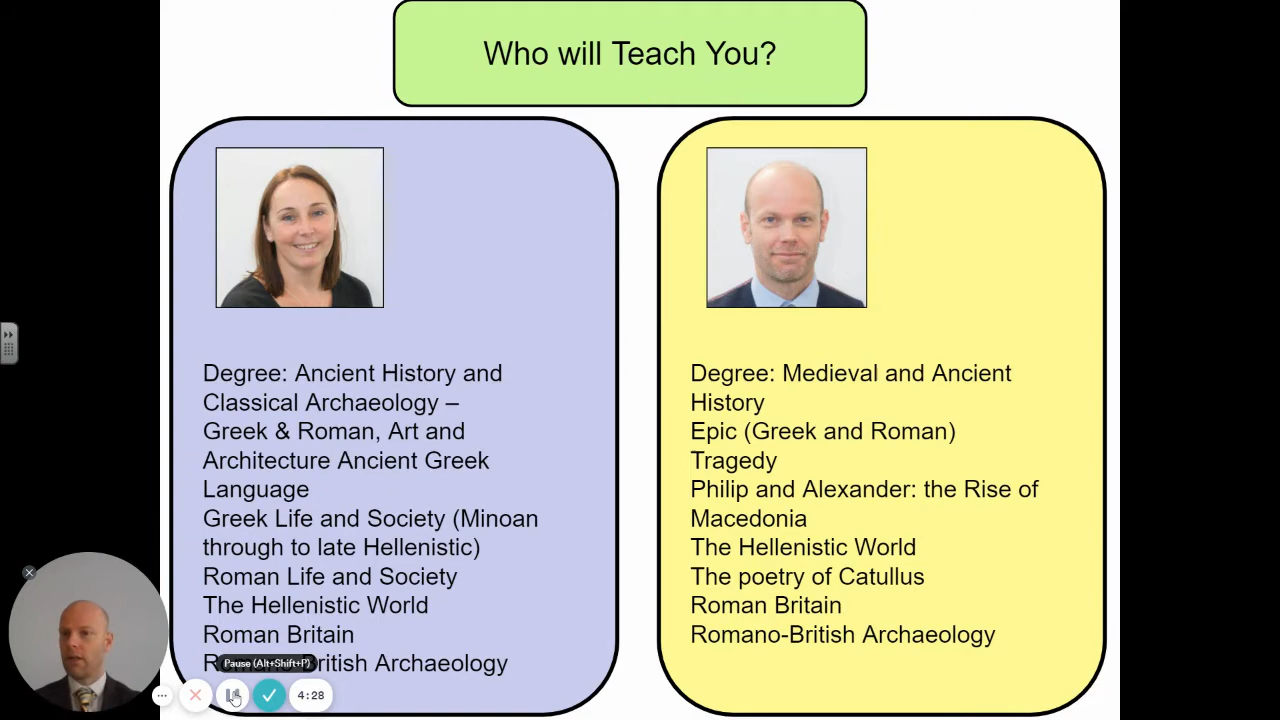 Who will Teach You?
Degree: Ancient History and
Classical Archaeology –
Greek & Roman, Art and
Architecture Ancient Greek
Language
Greek Life and Society (Minoan
through to late Hellenistic)
Roman Life and Society
The Hellenistic World
Roman Britain
Romano-British Archaeology
Degree: Medieval and Ancient
History
Epic (Greek and Roman)
Tragedy
Philip and Alexander: the Rise of
Macedonia
The Hellenistic World
The poetry of Catullus
Roman Britain
Romano-British Archaeology
Pause (Alt+Shift+P)
4:28